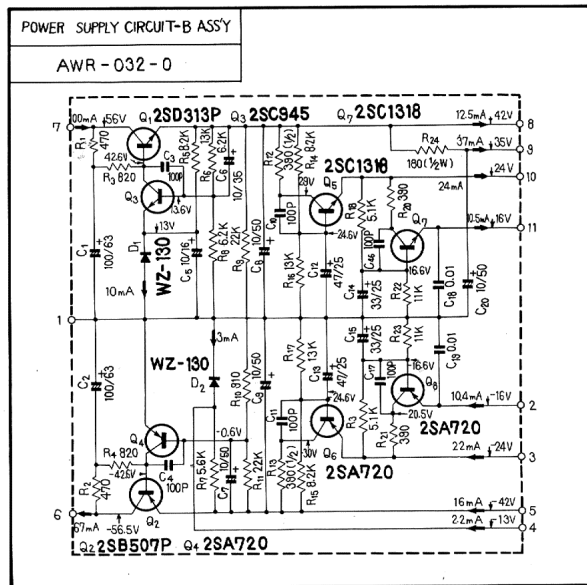 POWER SUPPLY CIRCUIT-B ASS'Y
AWR-032-0
00mA 56V Q1 2SD313P Q3 2SC945 Q7 2SC1318 12.5mA 42V
7 8
R1 470
42.6V C3 100P
R3 820
Q3
13.6V
R5 8.2K
R6 13K
6.2K
C6 10/35
R12 390(1/2)
R14 8.2K
2SC1318
R24 180(1/2W)
37mA 35V
9
24V
10
24mA
29V
Q5
R18 5.1K
R20 390
Q7
10.5mA 16V
11
C10 100P
24.6V
C46 100P
16.6V
13V
D1
WZ-130
10mA
C1 100/63
C5 10/16
R8 6.2K
R9 22K
C8 10/50
R16 13K
C12 47/25
C14 33/25
R22 11K
C18 0.01
C20 10/50
1
3mA
WZ-130
D2
C2 100/63
R10 910
C9 10/50
R17 13K
C13 47/25
C15 33/25
R23 11K
C19 0.01
C17 100P
-16.6V
Q8
10.4mA -16V
2
C11 100P
-24.6V
R3 5.1K
-20.5V
R21 390
2SA720
22mA -24V
3
Q4
-0.6V
R4 820
-42.6V
C4 100P
R2 470
R7 5.6K
C7 10/60
R11 22K
R13 390(1/2)
30V
R15 8.2K
Q6
2SA720
16mA -42V
5
22mA -13V
4
6
67mA
-56.5V
Q2
Q2 2SB507P Q4 2SA720